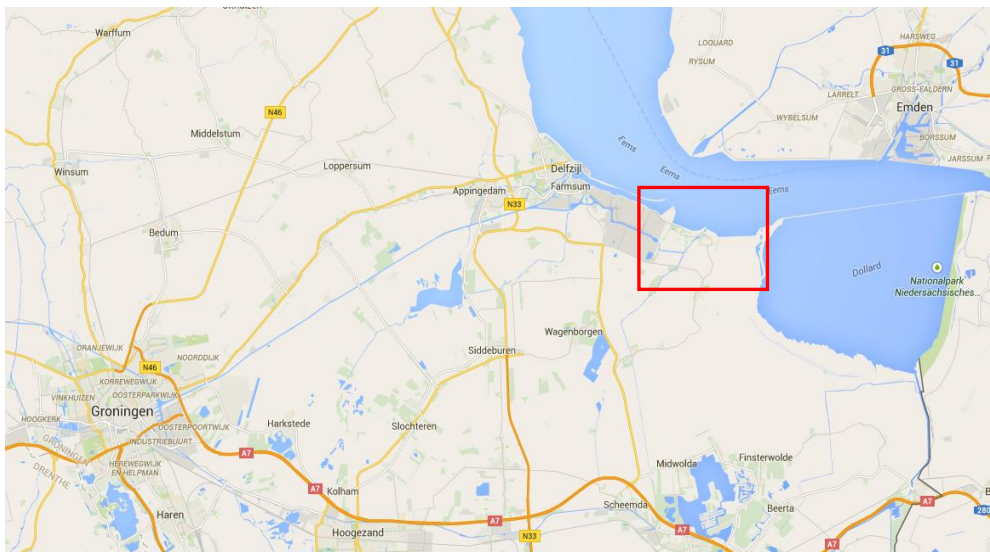 Warffum
HARSWEG
LOQUARD
31
31
RYSUM
GROSS-EALDERN
LARRELT
Emden
N46
WYBELSUM
Middelstum
BORSSUM
Eems
JARSSUM
Loppersum
Winsum
Delfzijl
Eems
Appingedam
Farmsum
Eems
N33
Bedum
Dollard
Nationalpark
Niedersächsisches...
Wagenborgen
ORANJEWIJK
Siddeburen
NOORDDIJK
N46
KORREWEGWIJK
VINKHUIZEN
OOSTERPARKWIJK
Groningen
HOOGKERK
OOSTERPOORTWIJK
Harkstede
Slochteren
GRONINGEN
INDUSTRIEBUURT
DRENTHE
A7
HEREWEGWIJK
EN HELPMAN
Midwolda
Finsterwolde
A7
Kolham
Scheemda
Beerta
Haren
A7
280
Hoogezand
N33
A7
A7